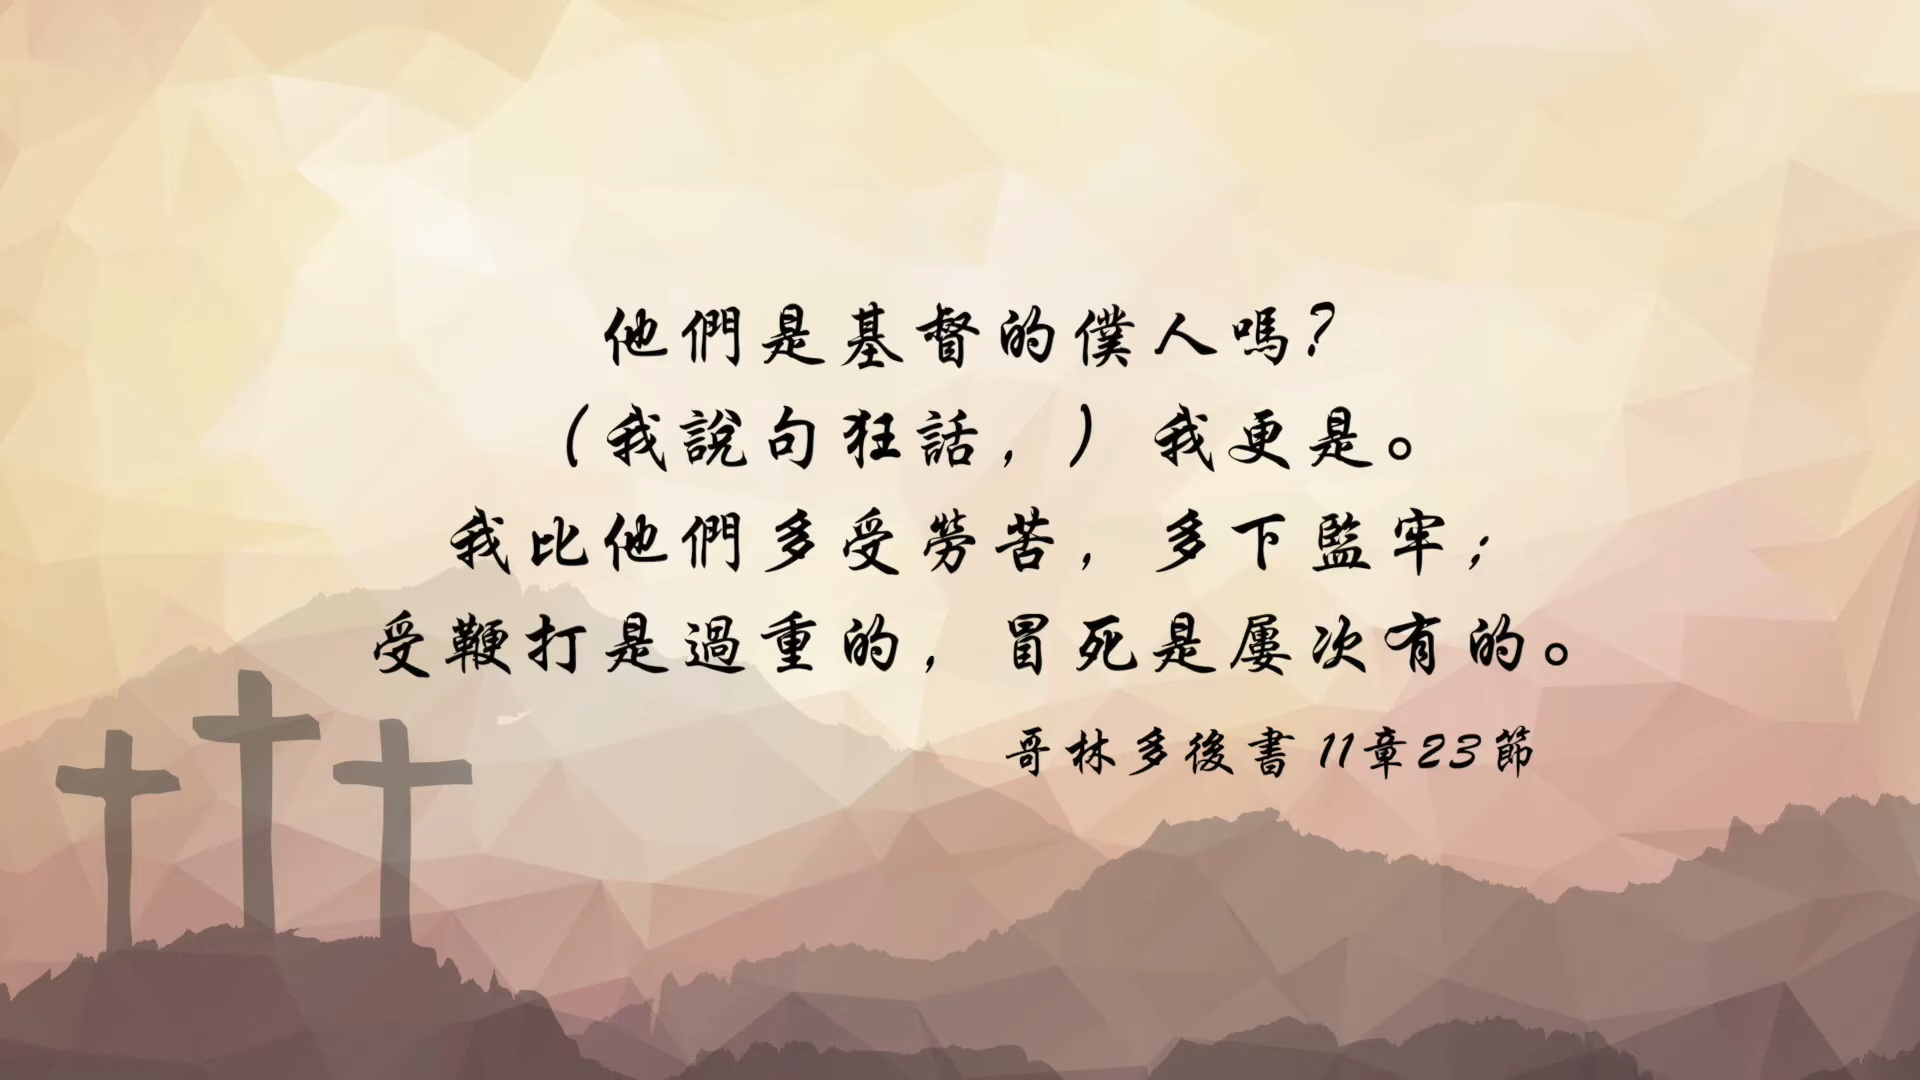 他們是基督的僕人嗎？
（我說句狂話，）我更是。
我比他們多受勞苦，多下監牢；
受鞭打是過重的，冒死是屢次有的。
哥林多後書 11章23節